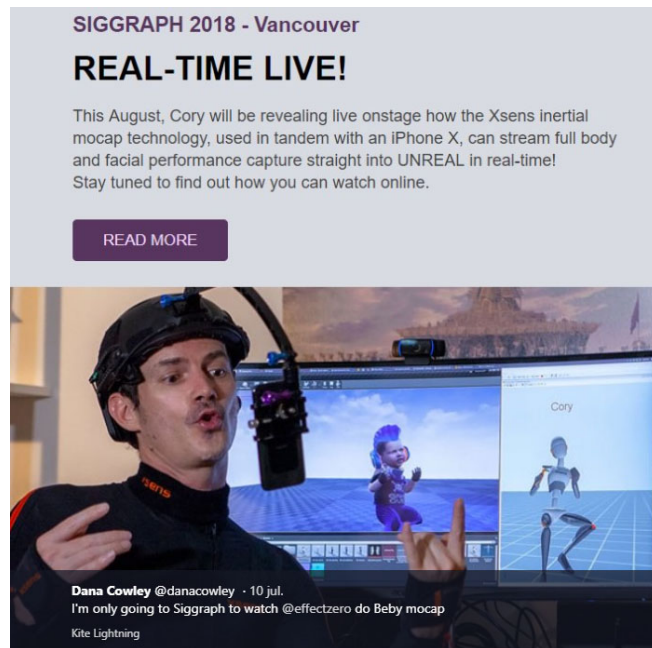 SIGGRAPH 2018 - Vancouver
REAL-TIME LIVE!
This August, Cory will be revealing live onstage how the Xsens inertial
mocap technology, used in tandem with an iPhone X, can stream full body
and facial performance capture straight into UNREAL in real-time!
Stay tuned to find out how you can watch online.
READ MORE
Cory
xsens
Dana Cowley @danacowley · 10 jul.
I'm only going to Siggraph to watch @effectzero do Beby mocap
Kite Lightning